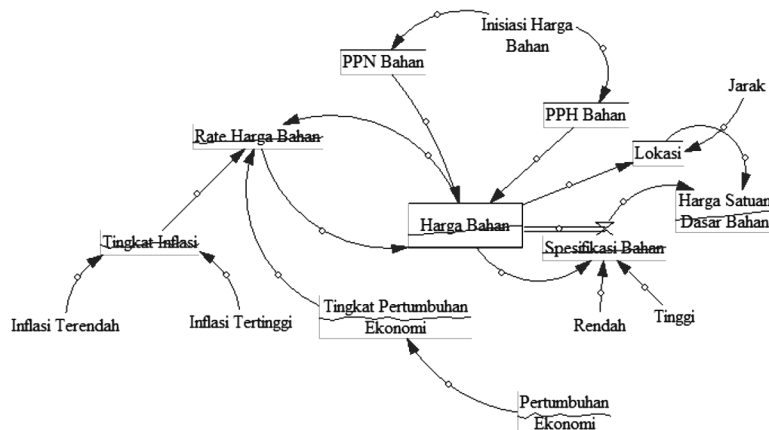 Inisiasi Harga
Bahan
PPN Bahan
Jarak
PPH Bahan
Rate Harga Bahan
Lokasi
Harga Satuan
Dasar Bahan
Harga Bahan
Tingkat Inflasi
Spesifikasi Bahan
Inflasi Terendah
Inflasi Tertinggi
Tingkat Pertumbuhan
Ekonomi
Rendah
Tinggi
Pertumbuhan
Ekonomi